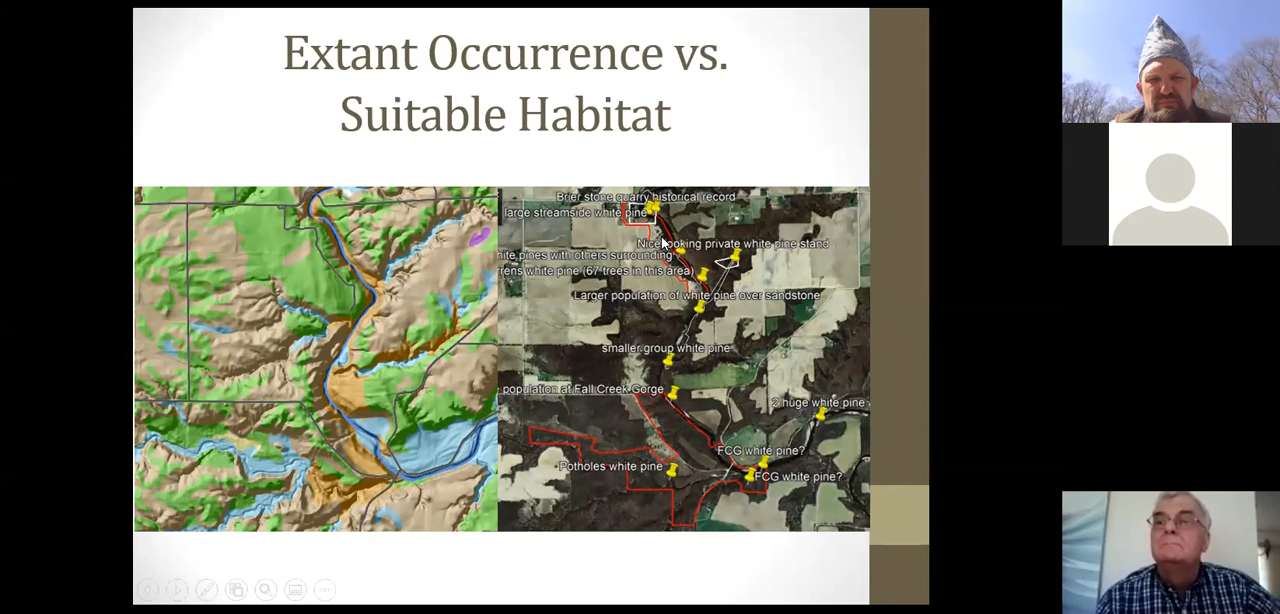 Extant Occurrence vs.
Suitable Habitat
Brier stone quarry historical record
large streamside white pine
Nice looking private white pine stand
white pines with others surrounding
rrens white pine (67 trees in this area)
Larger population of white pine over sandstone
smaller group white pine
population at Fall Creek Gorge
2 huge white pine
FCG white pine?
Potholes white pine
FCG white pine?